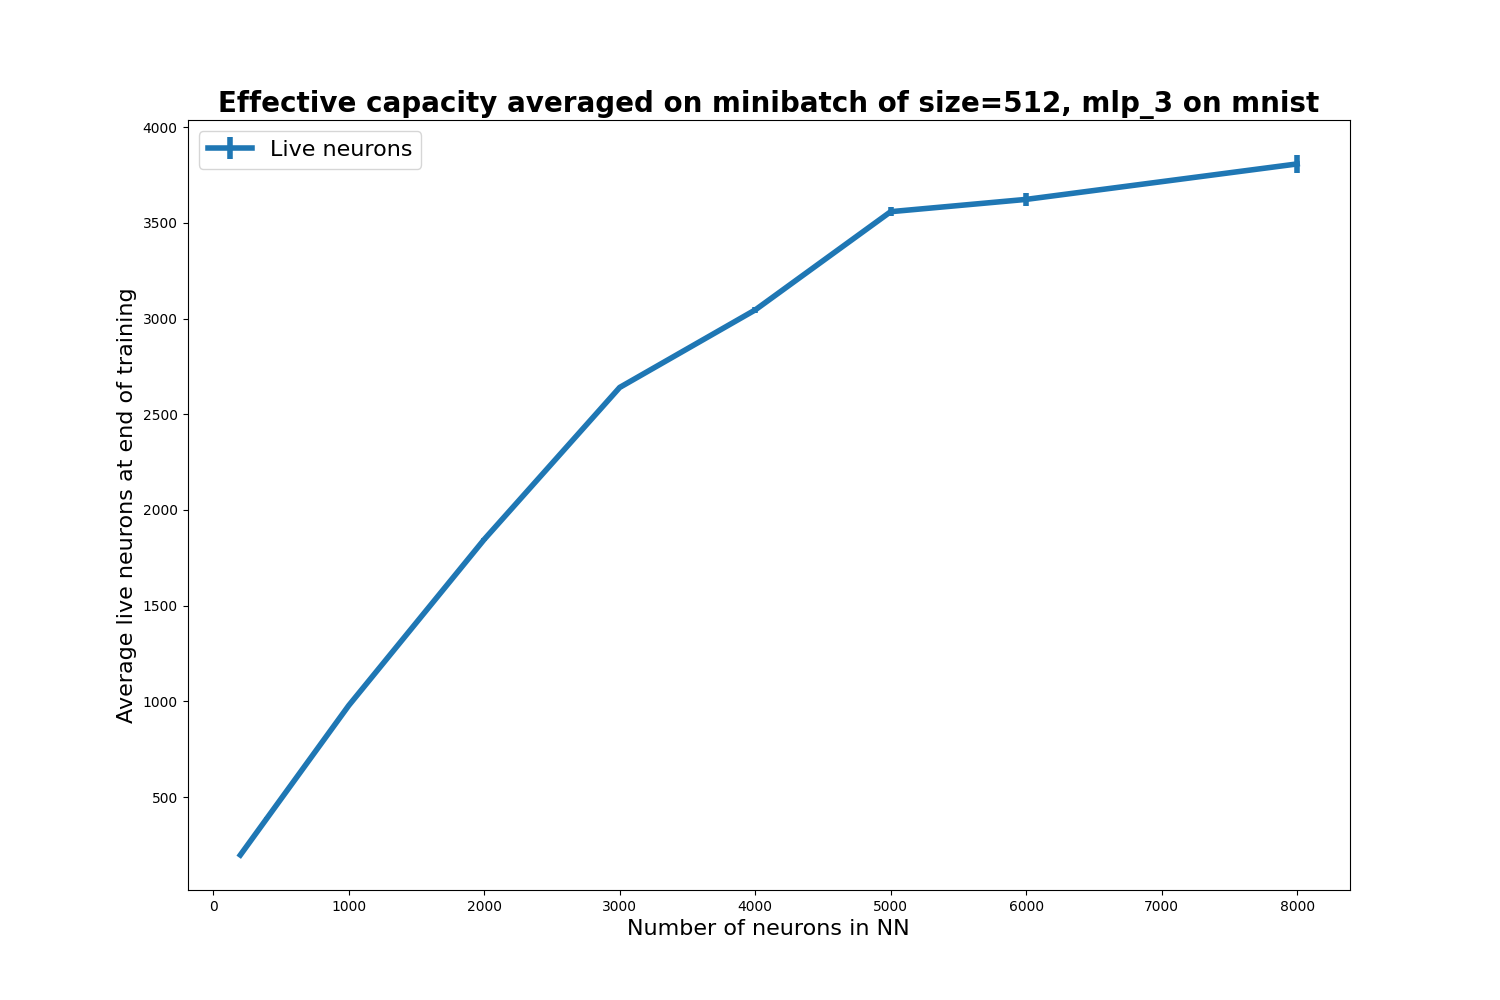 Effective capacity averaged on minibatch of size=512, mlp_3 on mnist
Live neurons
4000
3500
3000
2500
2000
1500
1000
500
Average live neurons at end of training
0 1000 2000 3000 4000 5000 6000 7000 8000
Number of neurons in NN